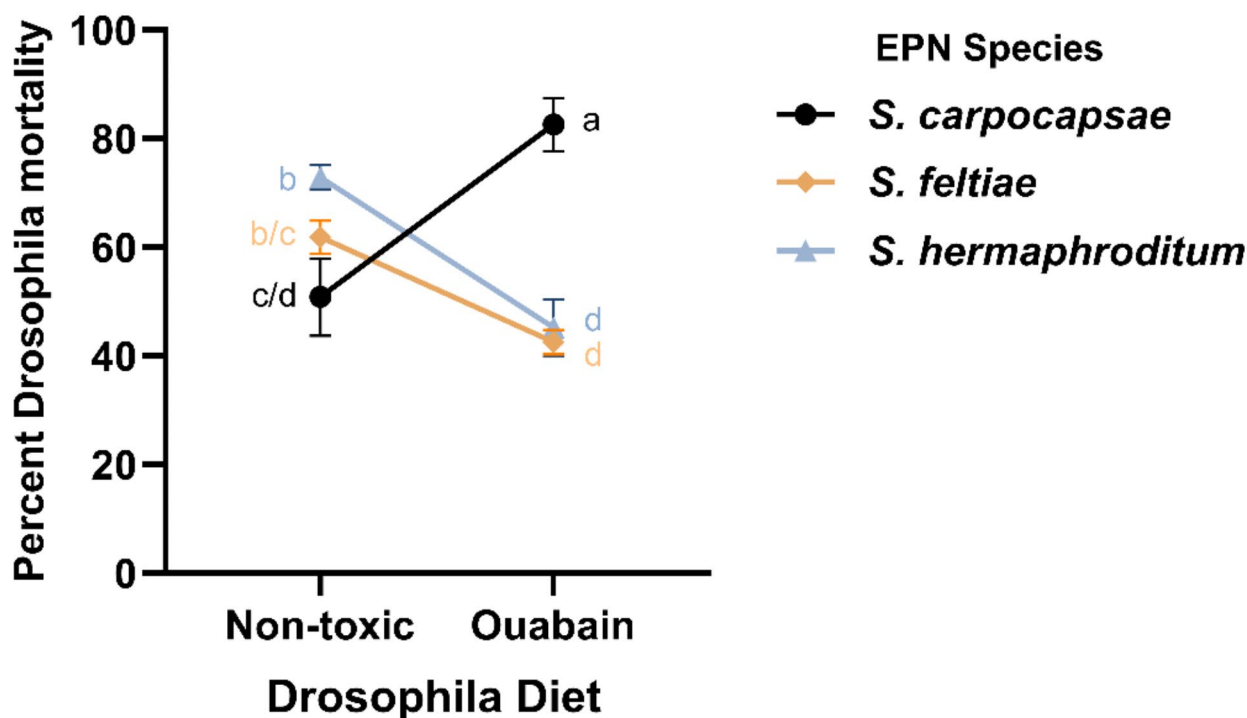 Percent Drosophila mortality
100
80
60
40
20
0
b
b/c
c/d
a
d
d
Non-toxic Ouabain
Drosophila Diet
EPN Species
S. carpocapsae
S. feltiae
S. hermaphroditum